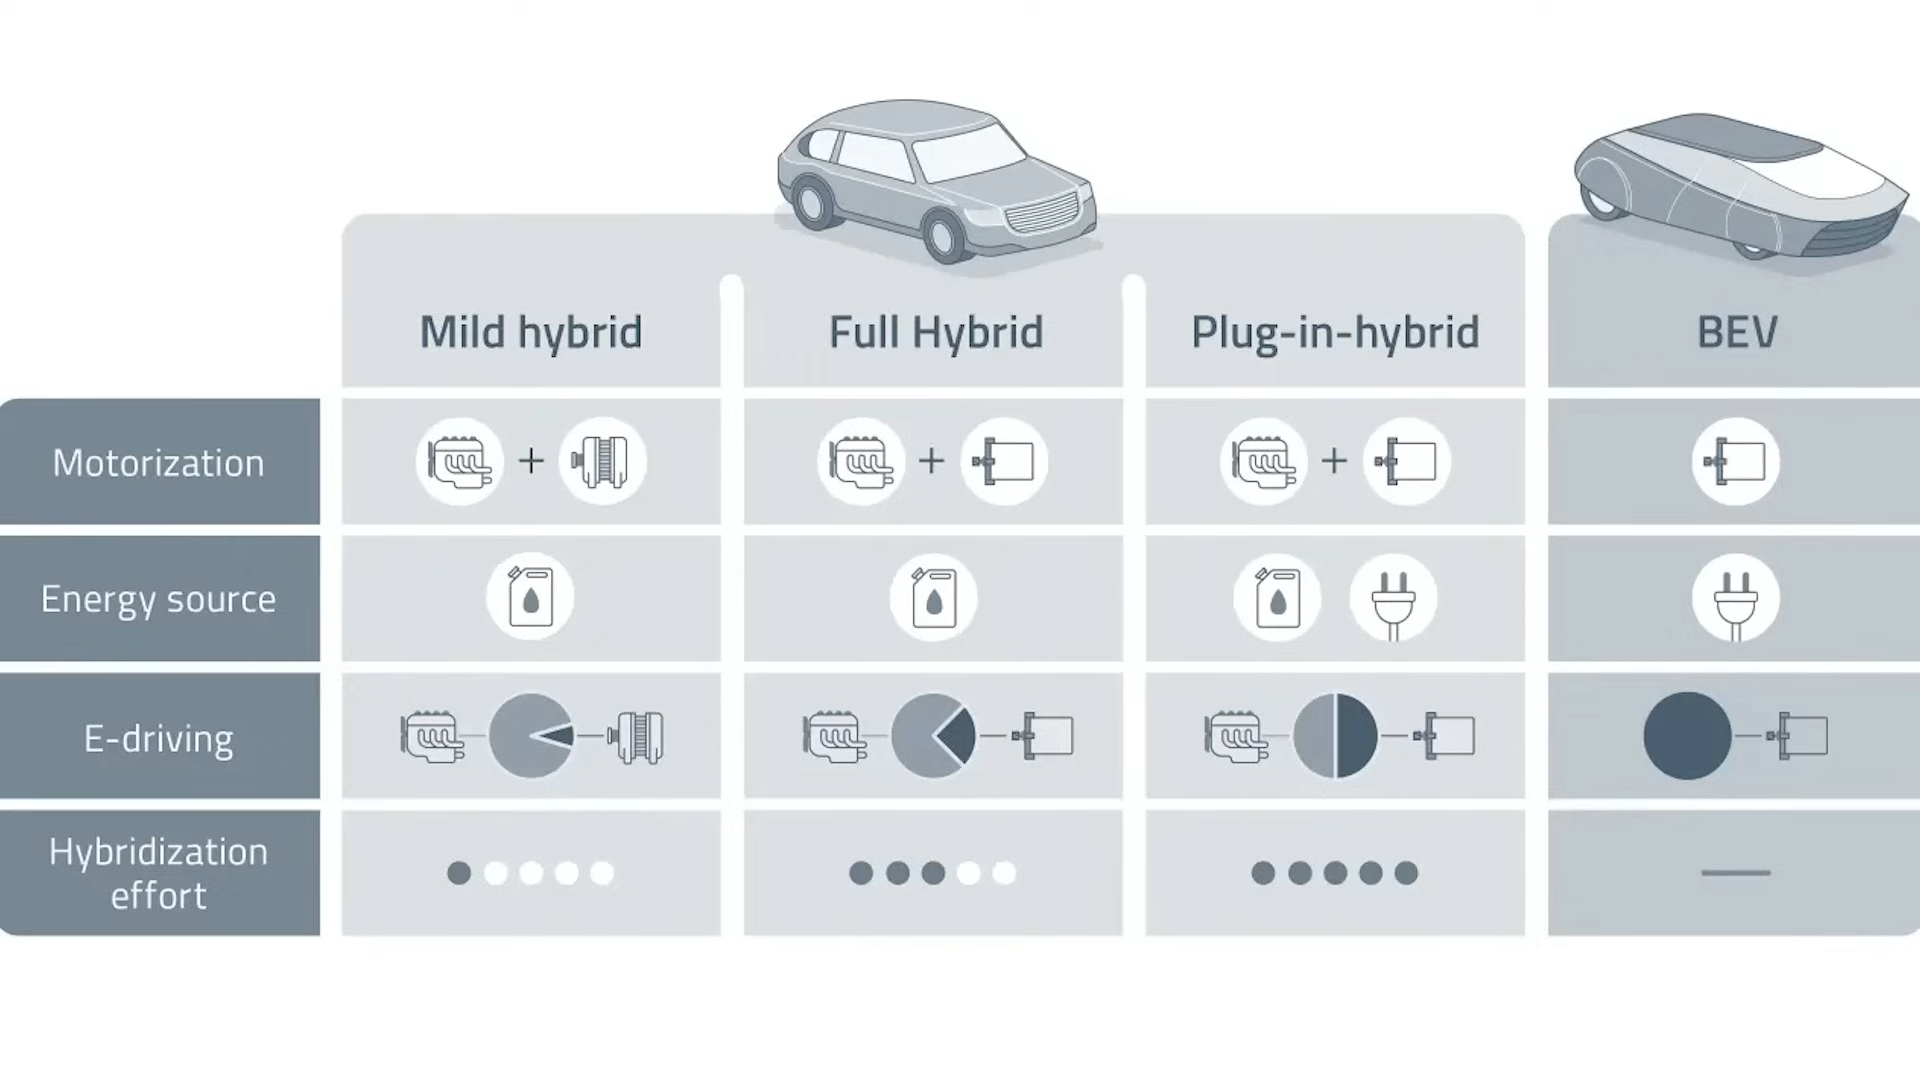 Mild hybrid
Full Hybrid
Plug-in-hybrid
BEV
Motorization
Energy source
E-driving
Hybridization
effort